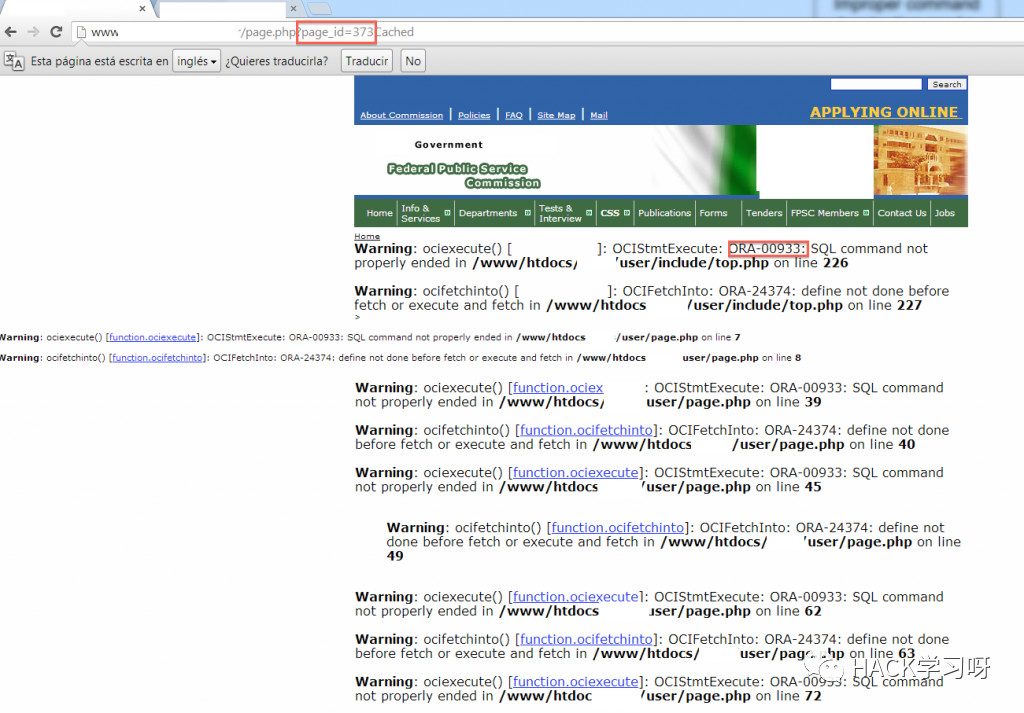 www /page.php?page_id=373Cached
Esta página está escrita en inglés ¿Quieres traducirla? Traducir No
Search
About Commission Policies FAQ Site Map Mail APPLYING ONLINE
Government
Federal Public Service
Commission
Home Info & Services Departments Tests & Interview CSS Publications Forms Tenders FPSC Members Contact Us Jobs
Home
Warning: ociexecute() [ ]: OCIStmtExecute: ORA-00933: SQL command not
properly ended in /www/htdocs/ /user/include/top.php on line 226
Warning: ocifetchinto() [ ]: OCIFetchInto: ORA-24374: define not done before
fetch or execute and fetch in /www/htdocs /user/include/top.php on line 227
>
Warning: ociexecute() [function.ociexecute]: OCIStmtExecute: ORA-00933: SQL command not properly ended in /www/htdocs /user/page.php on line 7
Warning: ocifetchinto() [function.ocifetchinto]: OCIFetchInto: ORA-24374: define not done before fetch or execute and fetch in /www/htdocs user/page.php on line 8
Warning: ociexecute() [function.ociex : OCIStmtExecute: ORA-00933: SQL command
not properly ended in /www/htdocs/ user/page.php on line 39
Warning: ocifetchinto() [function.ocifetchinto]: OCIFetchInto: ORA-24374: define not done
before fetch or execute and fetch in /www/htdocs /user/page.php on line 40
Warning: ociexecute() [function.ociexecute]: OCIStmtExecute: ORA-00933: SQL command
not properly ended in /www/htdocs /user/page.php on line 45
Warning: ocifetchinto() [function.ocifetchinto]: OCIFetchInto: ORA-24374: define not
done before fetch or execute and fetch in /www/htdocs/ /user/page.php on line
49
Warning: ociexecute() [function.ociexecute]: OCIStmtExecute: ORA-00933: SQL command
not properly ended in /www/htdocs user/page.php on line 62
Warning: ocifetchinto() [function.ocifetchinto]: OCIFetchInto: ORA-24374: define not done
before fetch or execute and fetch in /www/htdocs/ user/page.php on line 63
Warning: ociexecute() [function.ociexecute]: OCIStmtExecute: ORA-00933: SQL command
not properly ended in /www/htdoc /user/page.php on line 72
HACK学习呀